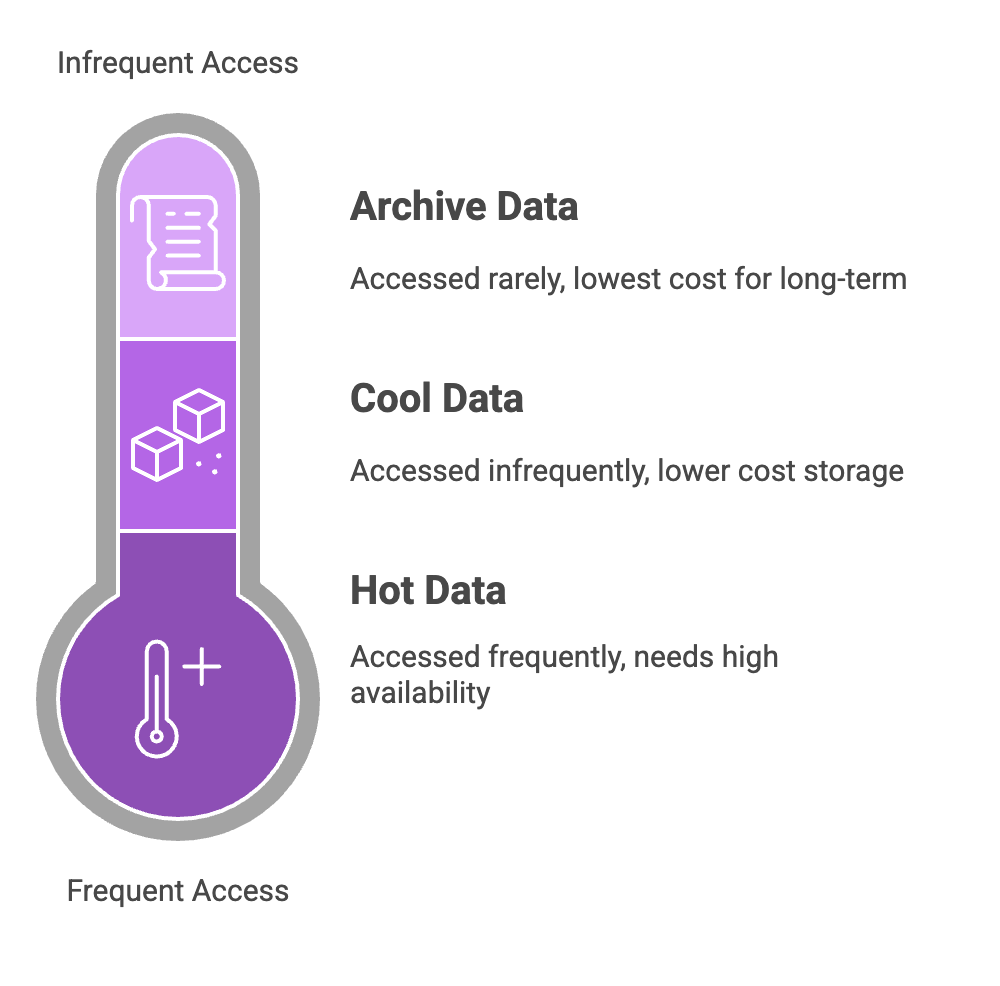 Infrequent Access
Archive Data
Accessed rarely, lowest cost for long-term
Cool Data
Accessed infrequently, lower cost storage
Hot Data
Accessed frequently, needs high
availability
Frequent Access